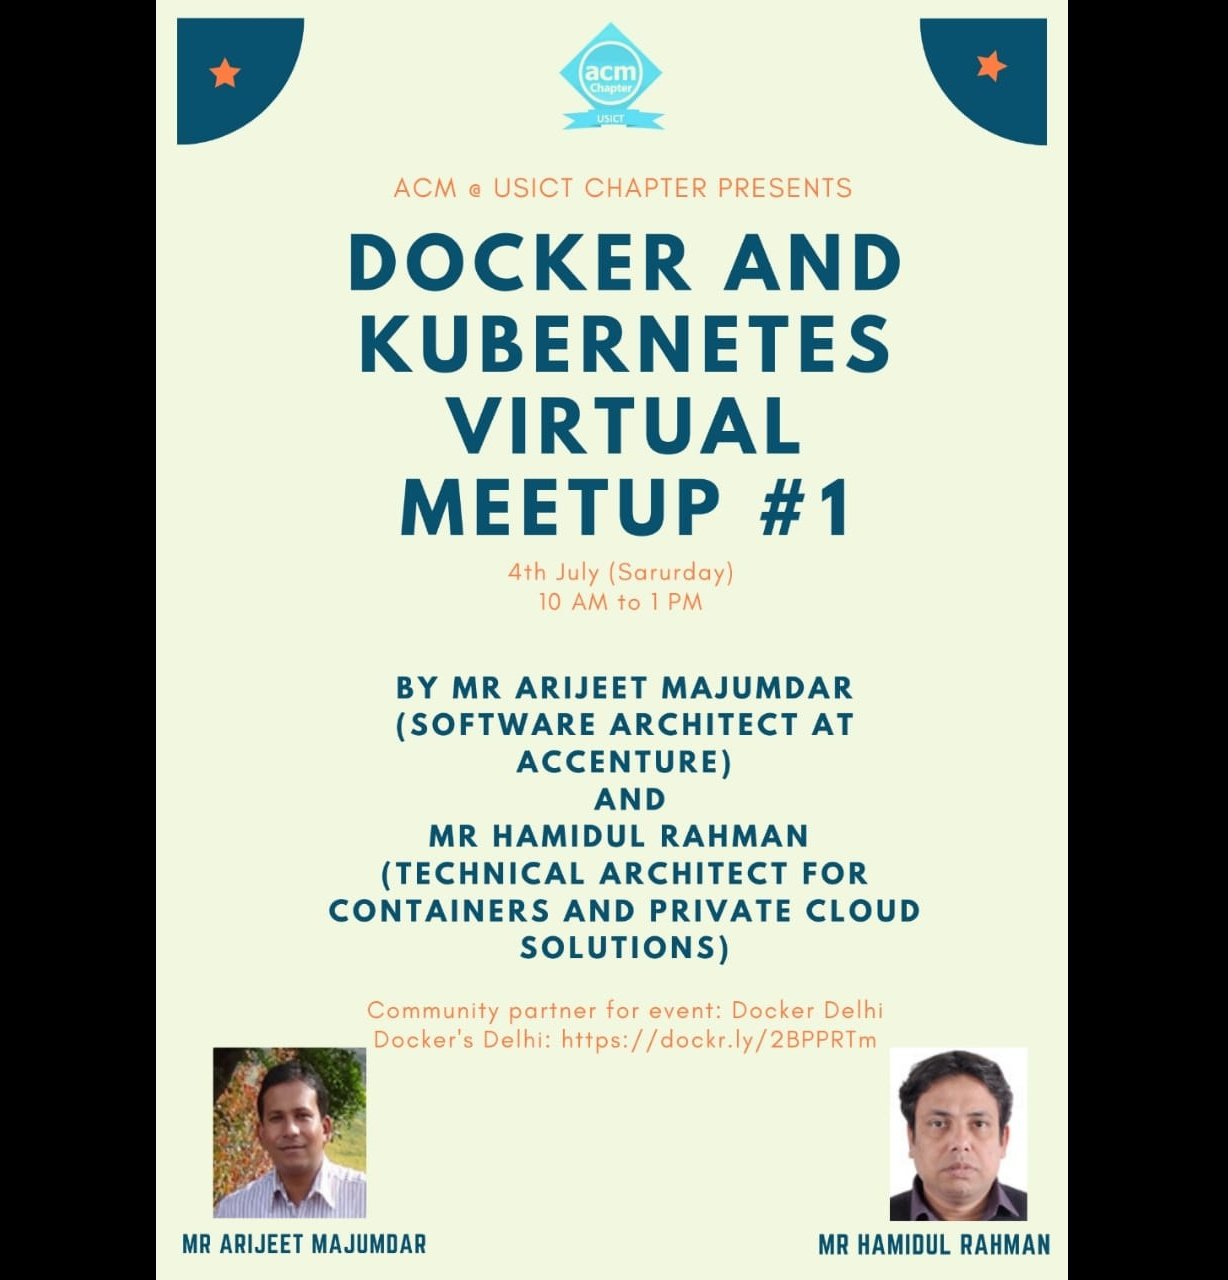 acm
Chapter
USICT
ACM @ USICT CHAPTER PRESENTS
DOCKER AND
KUBERNETES
VIRTUAL
MEETUP #1
4th July (Sarurday)
10 AM to 1 PM
BY MR ARIJEET MAJUMDAR
(SOFTWARE ARCHITECT AT
ACCENTURE)
AND
MR HAMIDUL RAHMAN
(TECHNICAL ARCHITECT FOR
CONTAINERS AND PRIVATE CLOUD
SOLUTIONS)
Community partner for event: Docker Delhi
Docker's Delhi: https://dockr.ly/2BPPRTm
MR ARIJEET MAJUMDAR
MR HAMIDUL RAHMAN